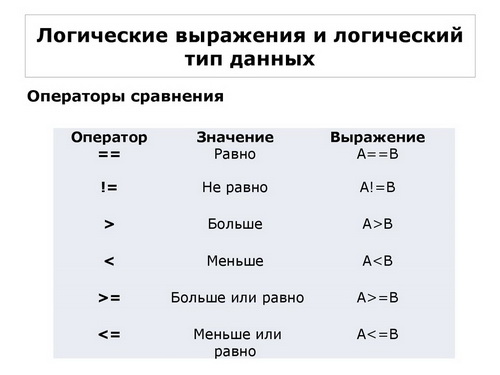 Логические выражения и логический
тип данных
Операторы сравнения
Оператор Значение Выражение
== Равно A==B
!= Не равно A!=B
> Больше A>B
< Меньше A<B
>= Больше или равно A>=B
<= Меньше или A<=B
равно